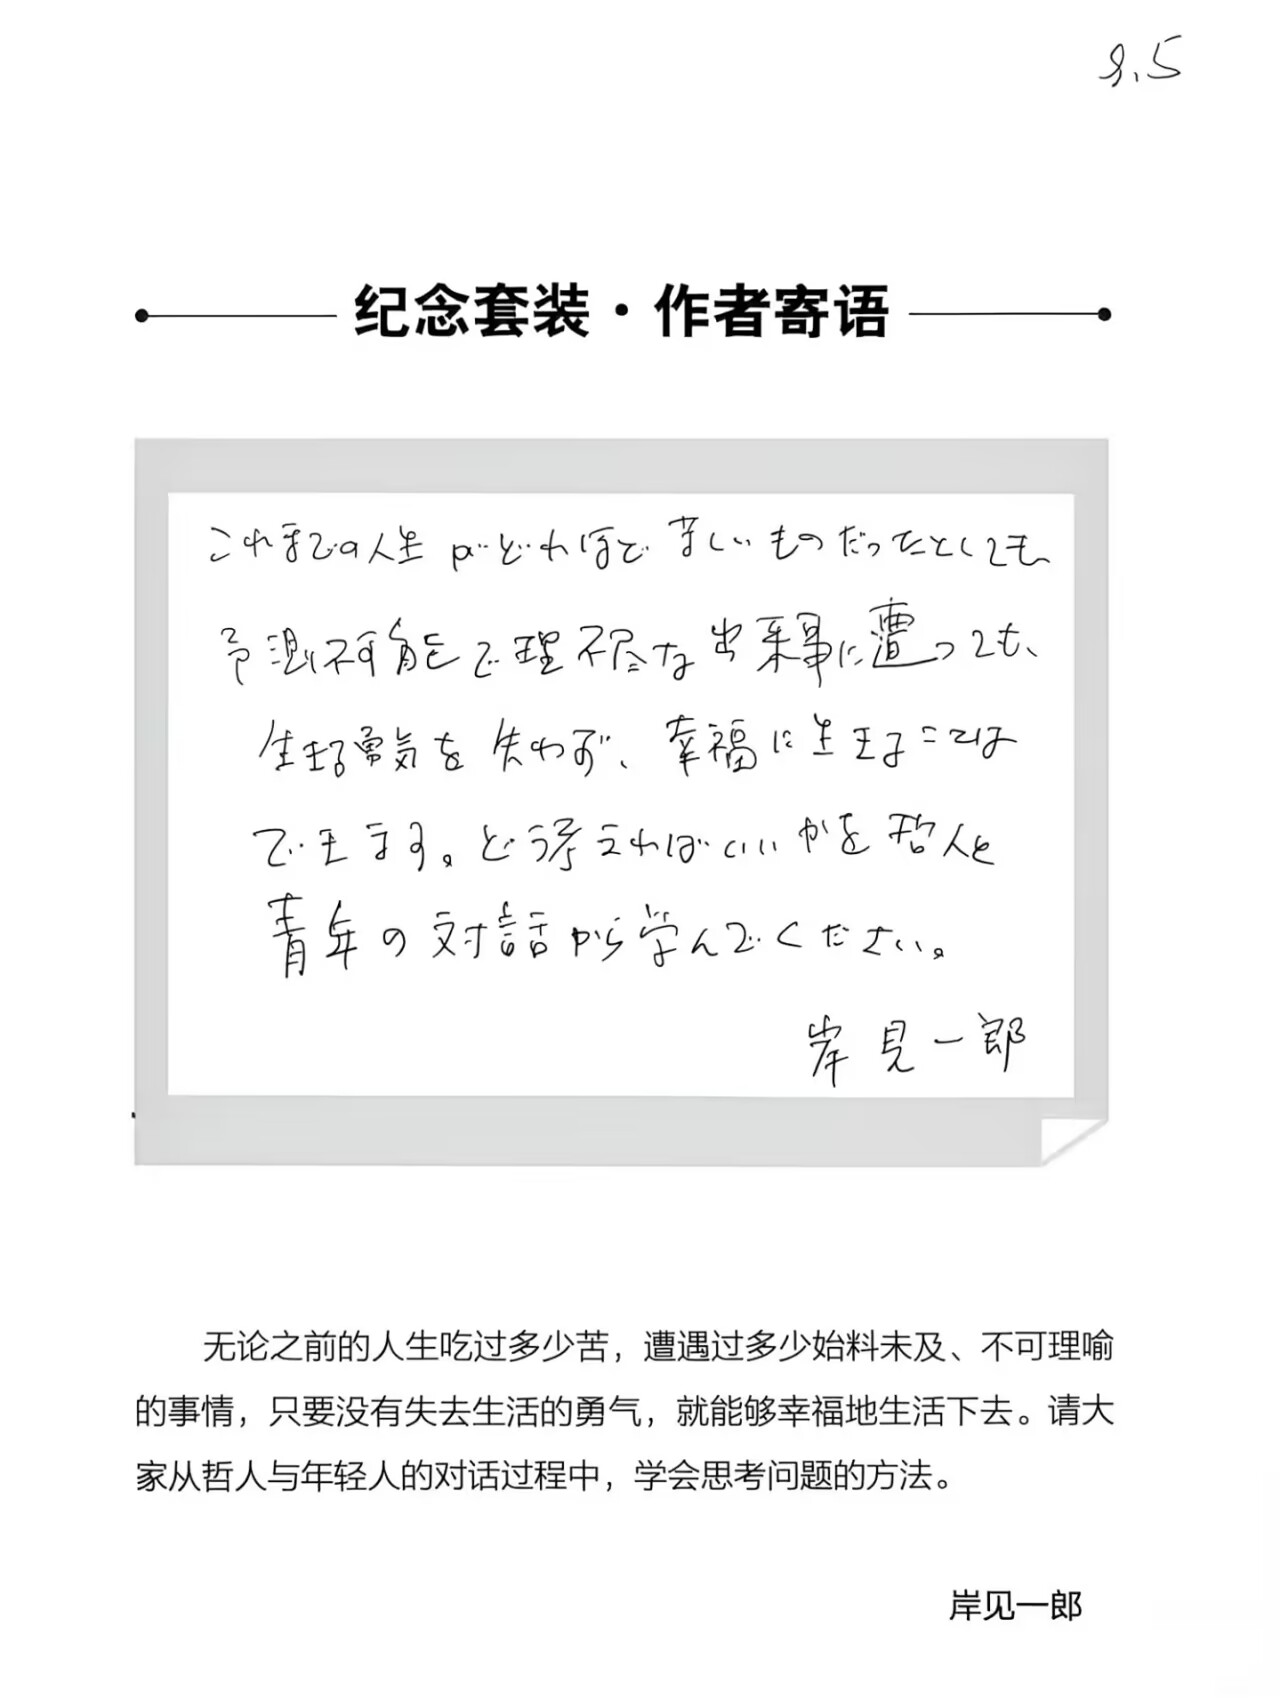 8.5
纪念套装·作者寄语
これまでの人生がどれほど苦しいものだったとしても、
予測不可能で理不尽な出来事に遭っても、
生きる勇気を失わず、幸福に生きることは
できます。どう考えればいいかを哲人と
青年の対話から学んでください。
岸見一郎
无论之前的人生吃过多少苦，遭遇过多少始料未及、不可理喻
的事情，只要没有失去生活的勇气，就能够幸福地生活下去。请大
家从哲人与年轻人的对话过程中，学会思考问题的方法。
岸见一郎